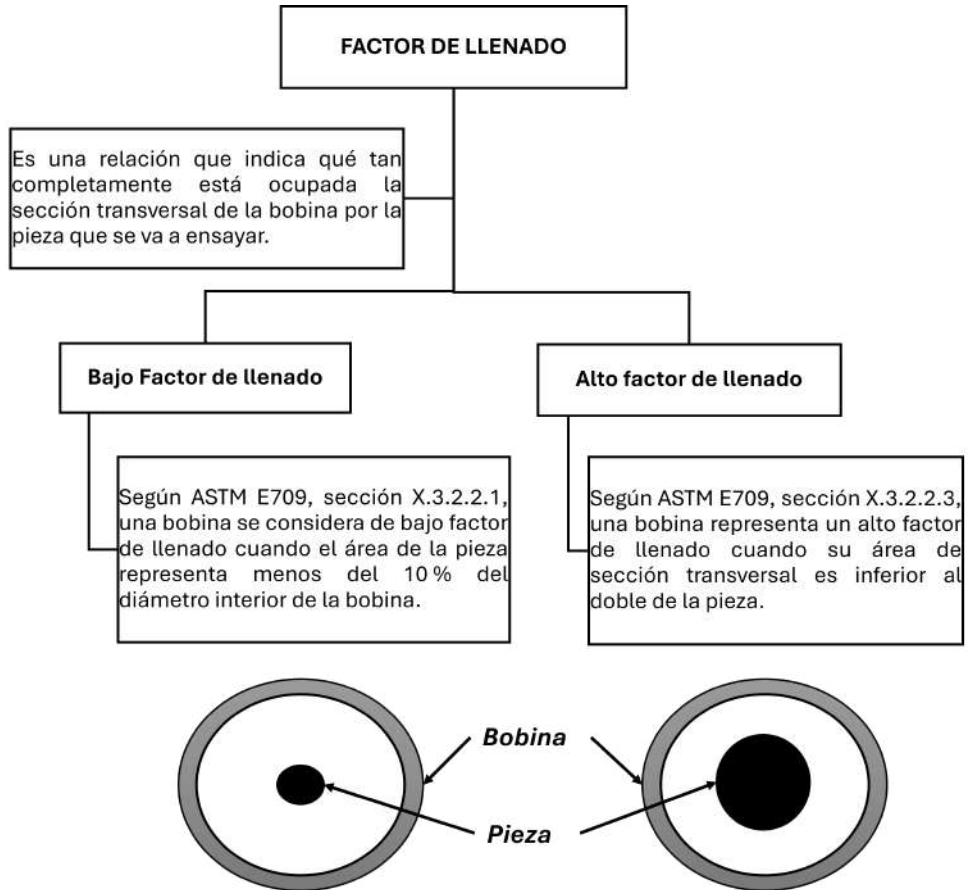 FACTOR DE LLENADO
Es una relación que indica qué tan
completamente está ocupada la
sección transversal de la bobina por la
pieza que se va a ensayar.
Bajo Factor de llenado
Alto factor de llenado
Según ASTM E709, sección X.3.2.2.1,
una bobina se considera de bajo factor
de llenado cuando el área de la pieza
representa menos del 10 % del
diámetro interior de la bobina.
Según ASTM E709, sección X.3.2.2.3,
una bobina representa un alto factor
de llenado cuando su área de
sección transversal es inferior al
doble de la pieza.
Bobina
Pieza